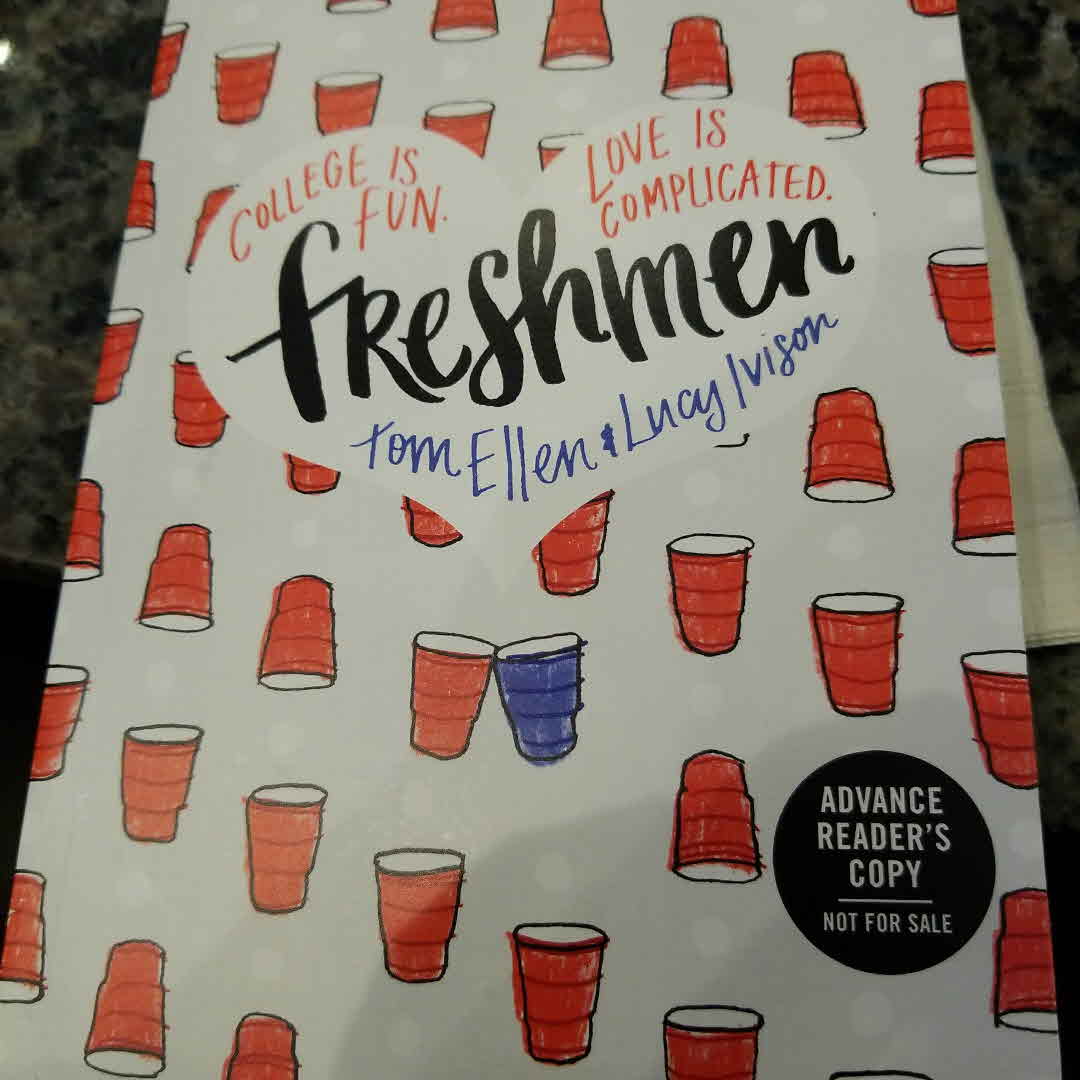 COLLEGE IS
FUN.
LOVE IS
COMPLICATED.
freshmen
tom Ellen & Lucy Ivison
ADVANCE
READER'S
COPY
NOT FOR SALE